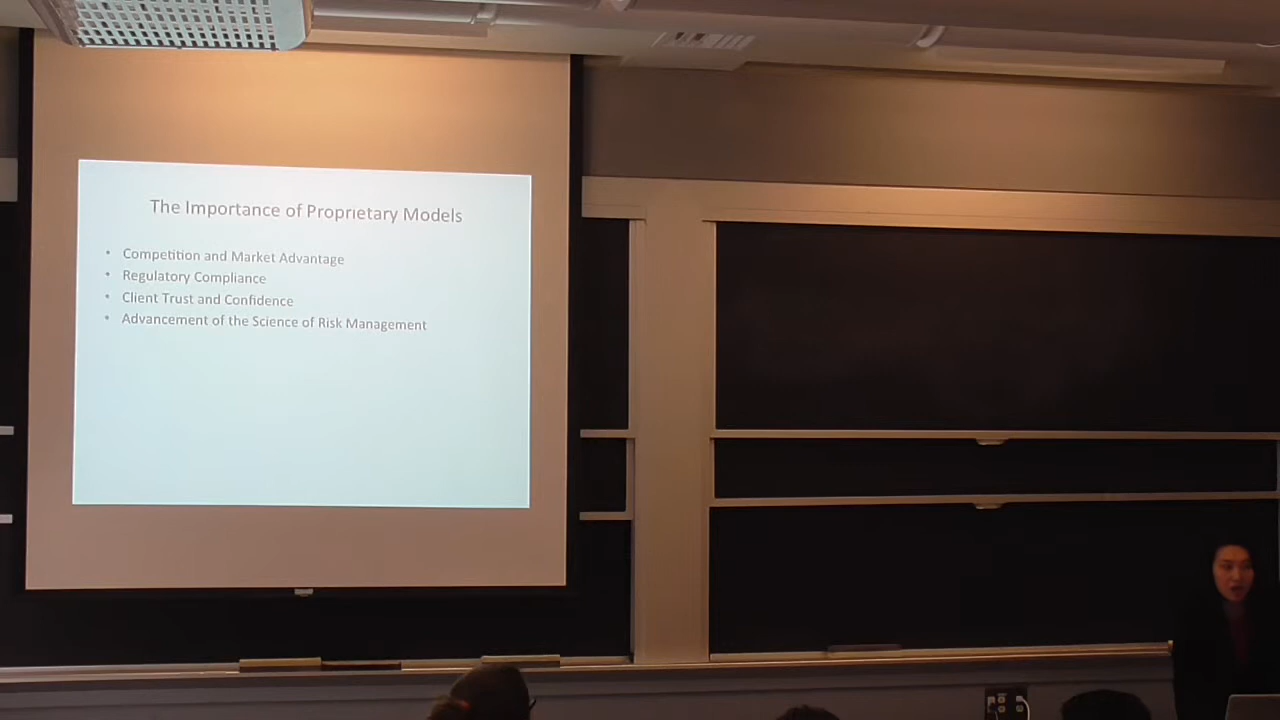 The Importance of Proprietary Models
• Competition and Market Advantage
• Regulatory Compliance
• Client Trust and Confidence
• Advancement of the Science of Risk Management